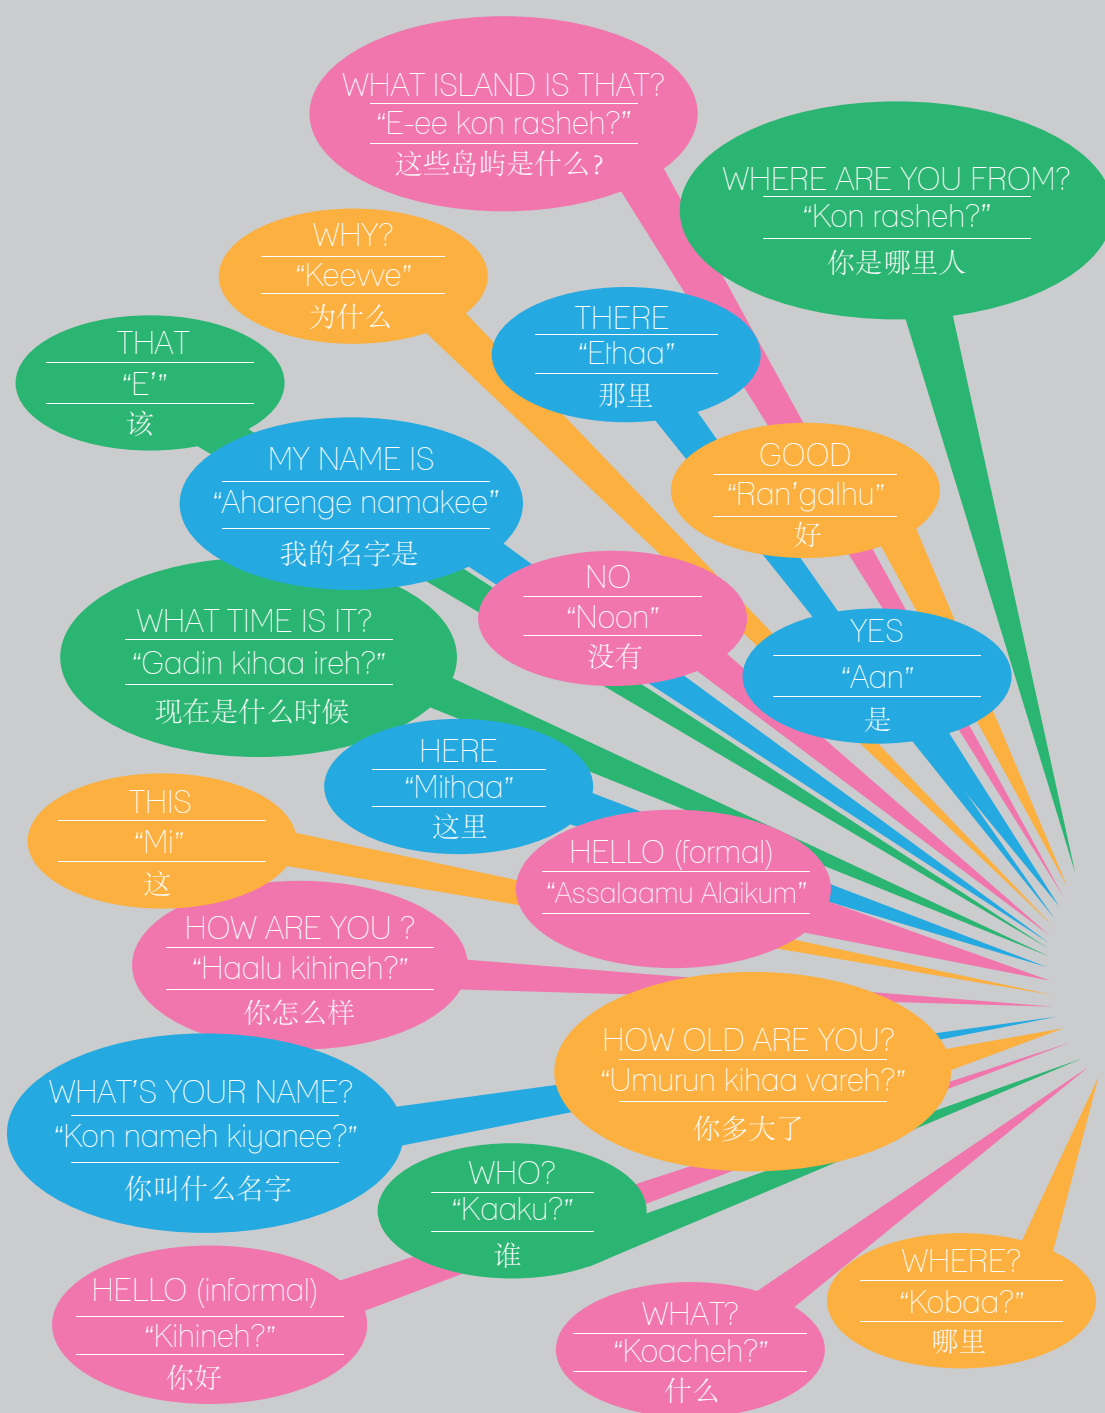 WHAT ISLAND IS THAT?
“E-ee kon rasheh?”
这些岛屿是什么?
WHERE ARE YOU FROM?
“Kon rasheh?”
你是哪里人
WHY?
“Keevve”
为什么
THERE
“Ethaa”
那里
THAT
“E’”
该
MY NAME IS
“Aharenge namakee”
我的名字是
GOOD
“Ran’galhu”
好
NO
“Noon”
没有
WHAT TIME IS IT?
“Gadin kihaa ireh?”
现在是什么时候
YES
“Aan”
是
HERE
“Mithaa”
这里
THIS
“Mi”
这
HELLO (formal)
“Assalaamu Alaikum”
HOW ARE YOU ?
“Haalu kihineh?”
你怎么样
HOW OLD ARE YOU?
“Umurun kihaa vareh?”
你多大了
WHAT’S YOUR NAME?
“Kon nameh kiyanee?”
你叫什么名字
WHO?
“Kaaku?”
谁
HELLO (informal)
“Kihineh?”
你好
WHAT?
“Koacheh?”
什么
WHERE?
“Kobaa?”
哪里